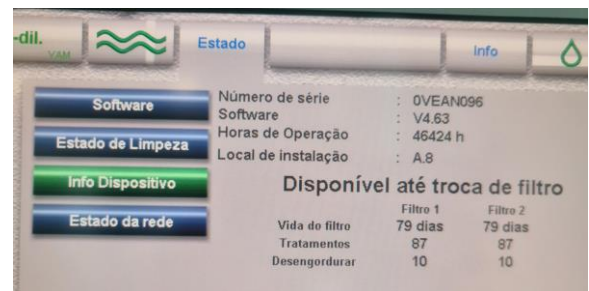 -dil.
VAM
Estado
Info
Software
Estado de Limpeza
Info Dispositivo
Estado da rede
Número de série : 0VEAN096
Software : V4.63
Horas de Operação : 46424 h
Local de instalação : A.8
Disponível até troca de filtro
Filtro 1 Filtro 2
Vida do filtro 79 dias 79 dias
Tratamentos 87 87
Desengordurar 10 10